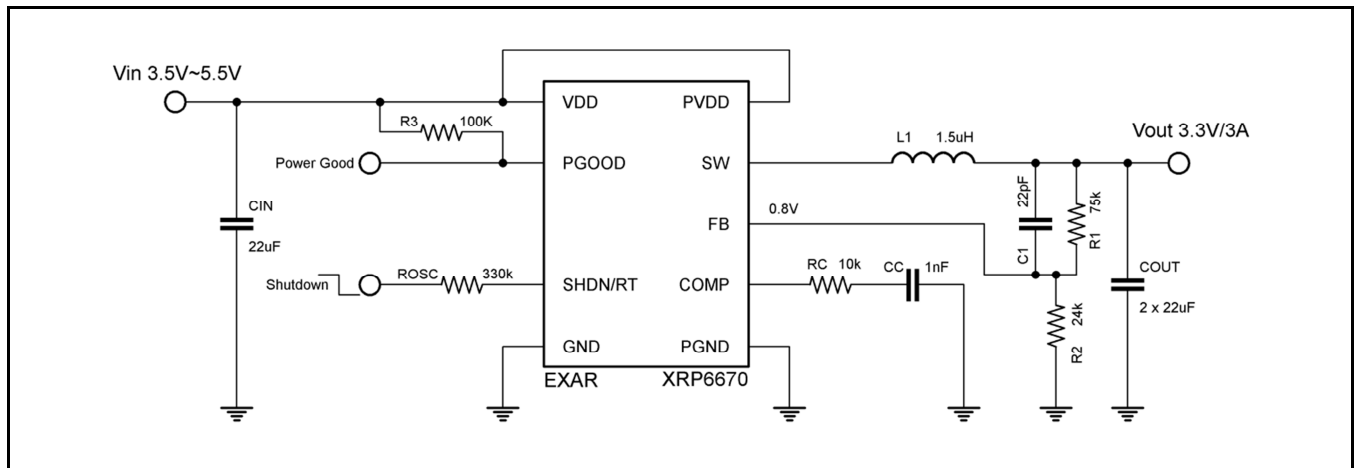 Vin 3.5V~5.5V
VDD
PVDD
R3 100K
Power Good
PGOOD
SW
L1 1.5uH
Vout 3.3V/3A
CIN
22uF
FB
0.8V
22pF
C1
75k
R1
Shutdown
ROSC 330k
SHDN/RT
COMP
RC 10k
CC 1nF
COUT
2 x 22uF
24k
R2
GND
PGND
EXAR
XRP6670